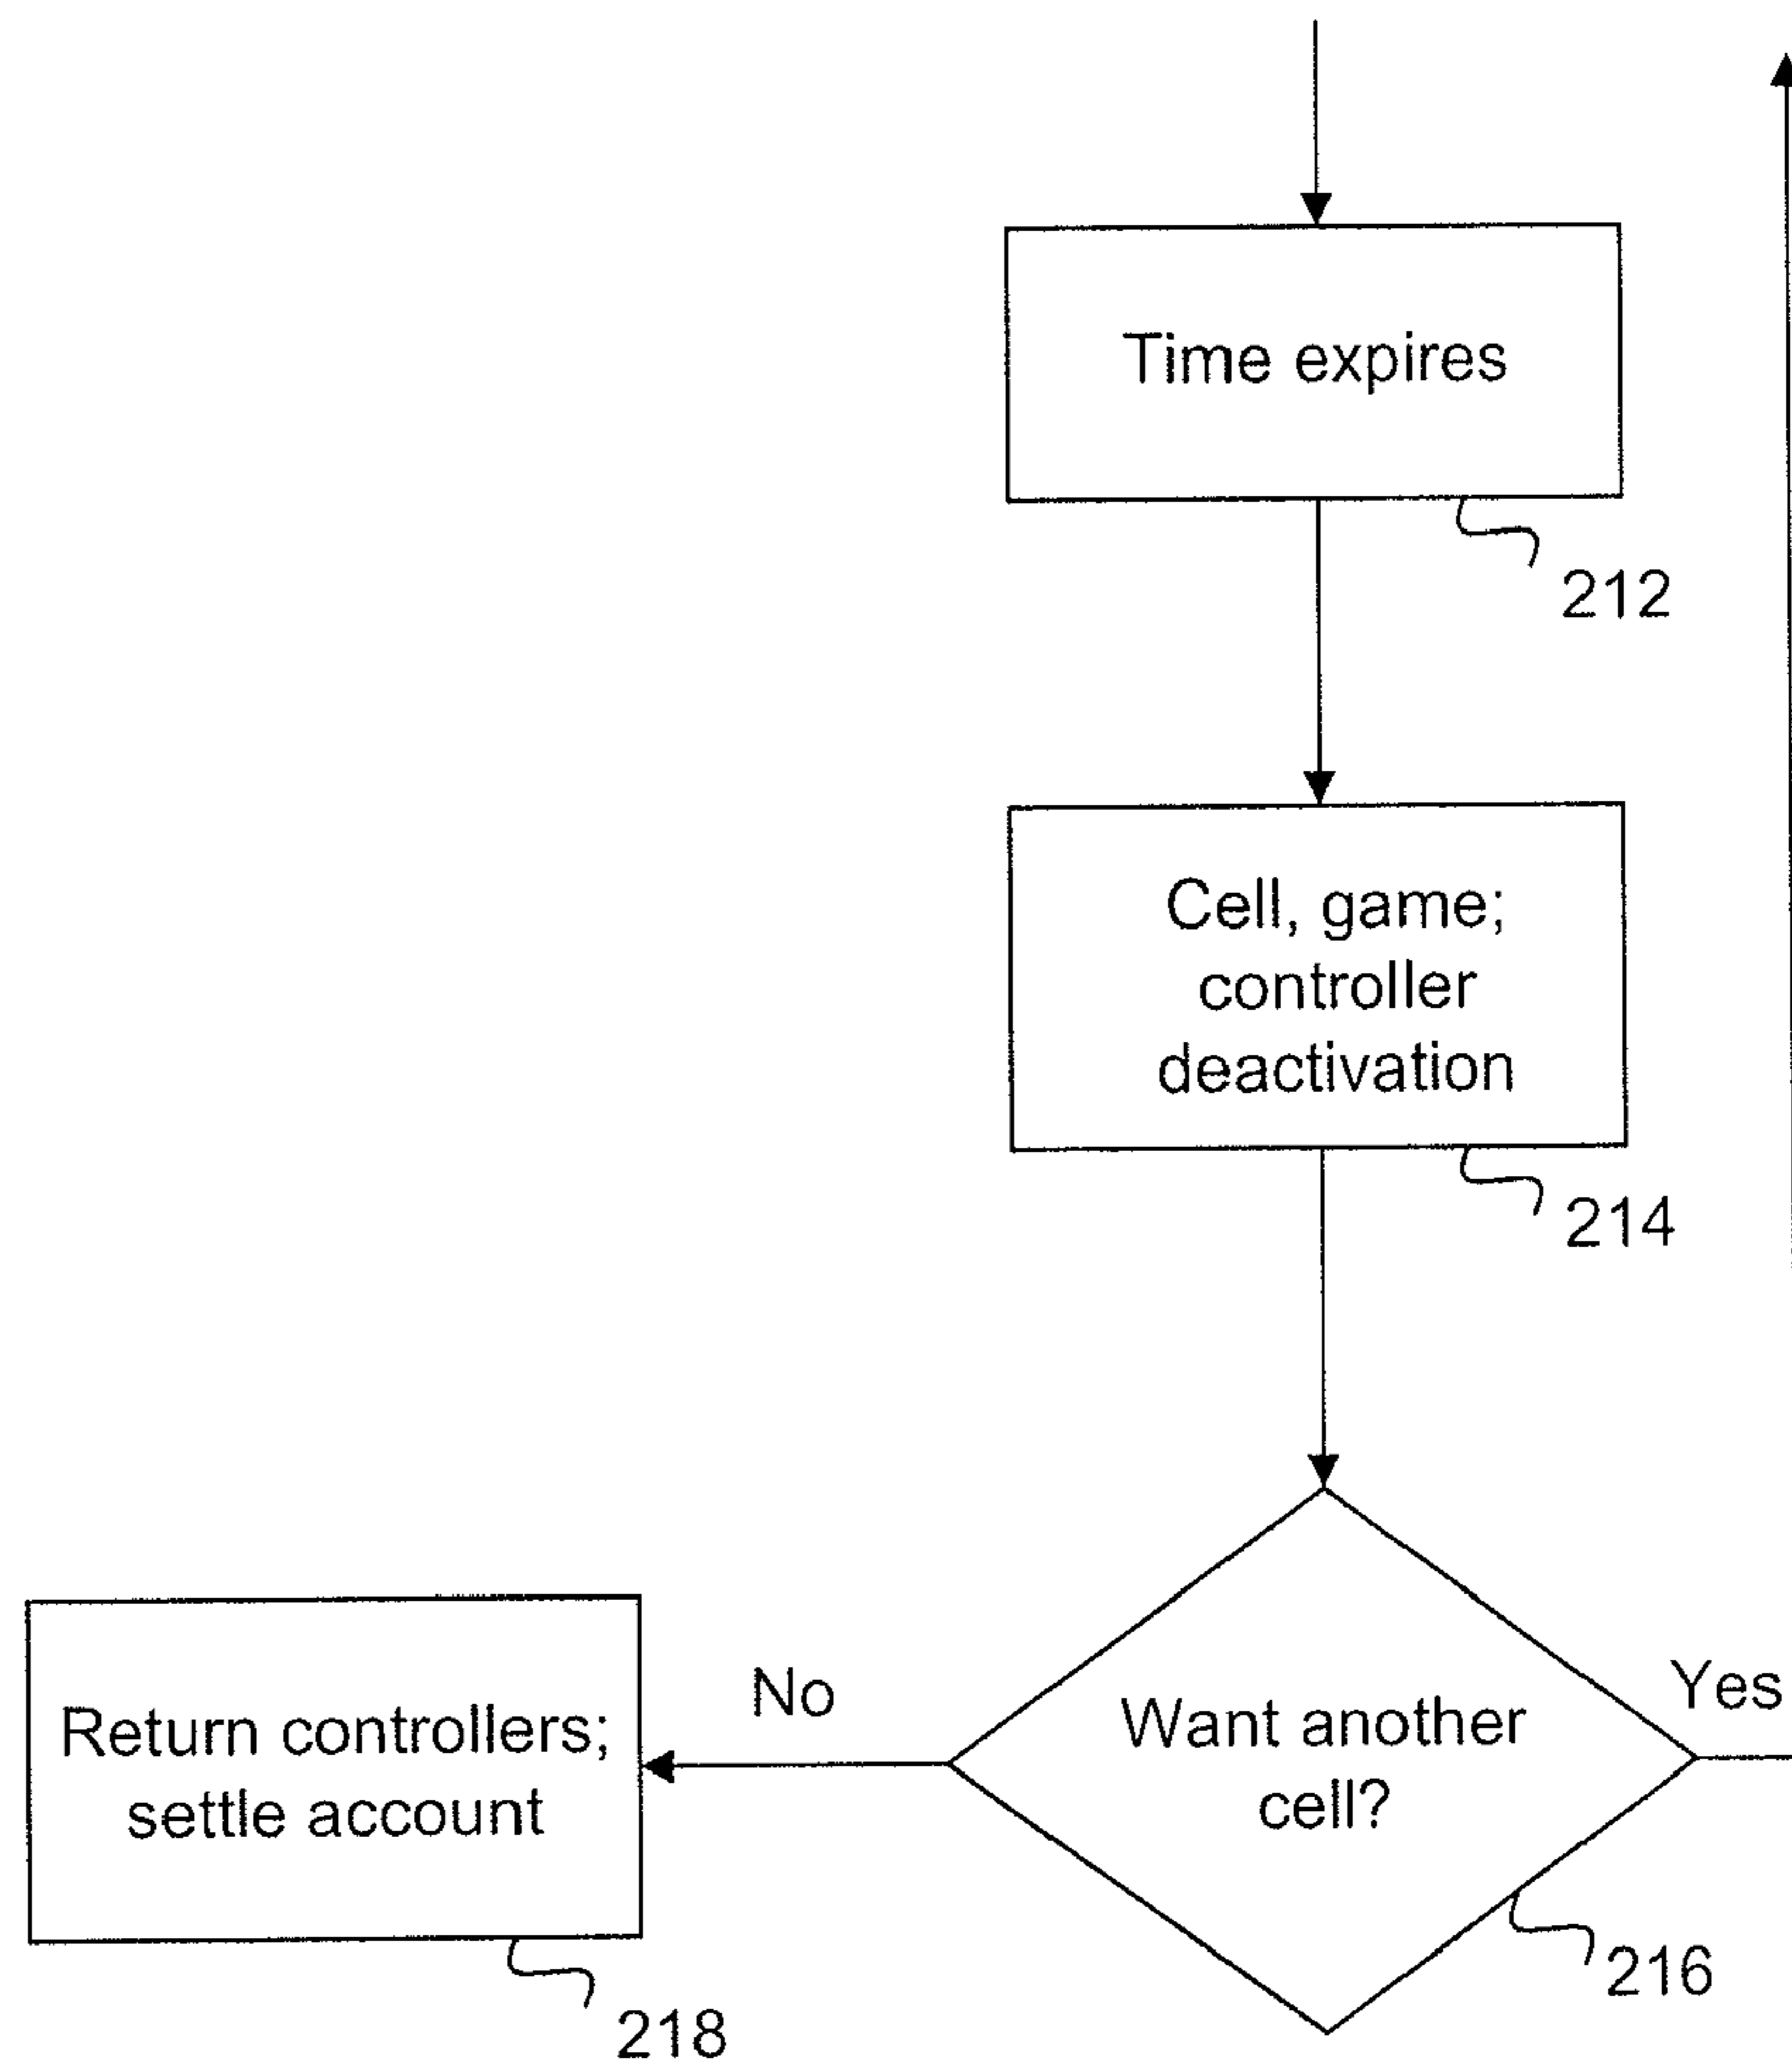 Time expires
212
Cell, game;
controller
deactivation
214
No
Want another
cell?
Yes
216
Return controllers;
settle account
218